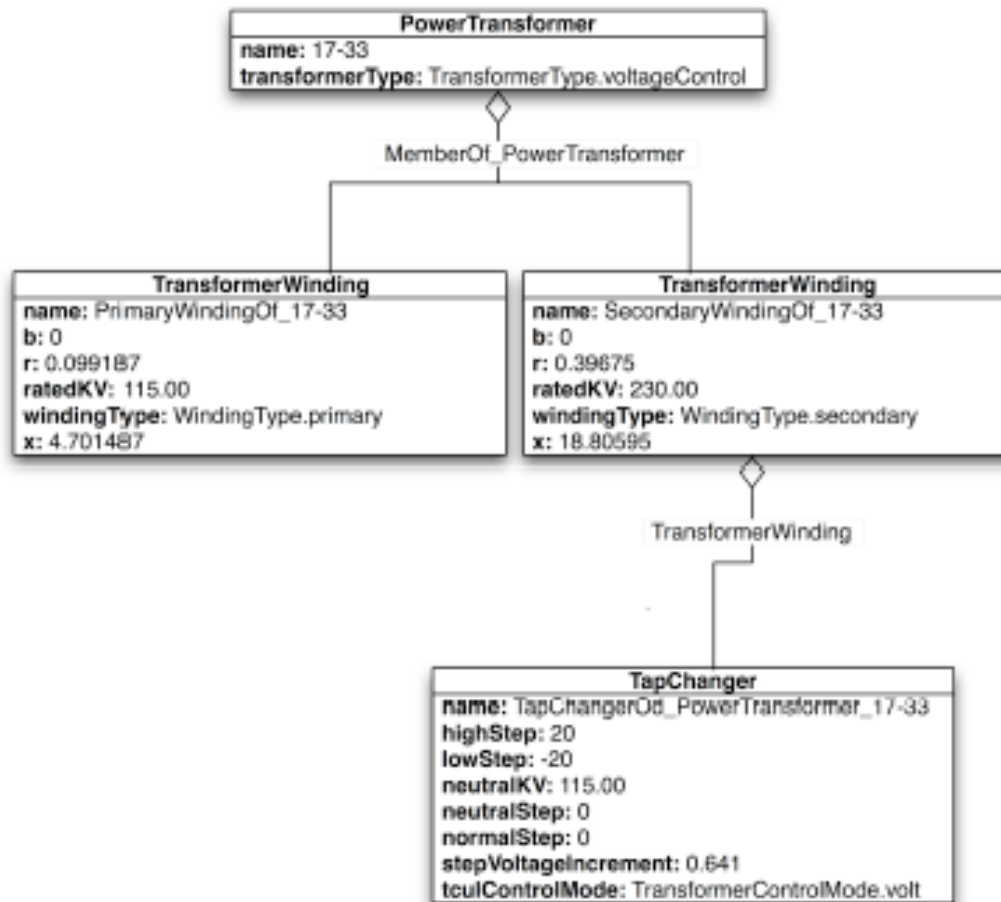 PowerTransformer
name: 17-33
transformerType: TransformerType.voltageControl
MemberOf_PowerTransformer
TransformerWinding
name: PrimaryWindingOf_17-33
b: 0
r: 0.099187
ratedKV: 115.00
windingType: WindingType.primary
x: 4.701487
TransformerWinding
name: SecondaryWindingOf_17-33
b: 0
r: 0.39675
ratedKV: 230.00
windingType: WindingType.secondary
x: 18.80595
TransformerWinding
TapChanger
name: TapChangerOd_PowerTransformer_17-33
highStep: 20
lowStep: -20
neutralKV: 115.00
neutralStep: 0
normalStep: 0
stepVoltageIncrement: 0.641
tculControlMode: TransformerControlMode.volt